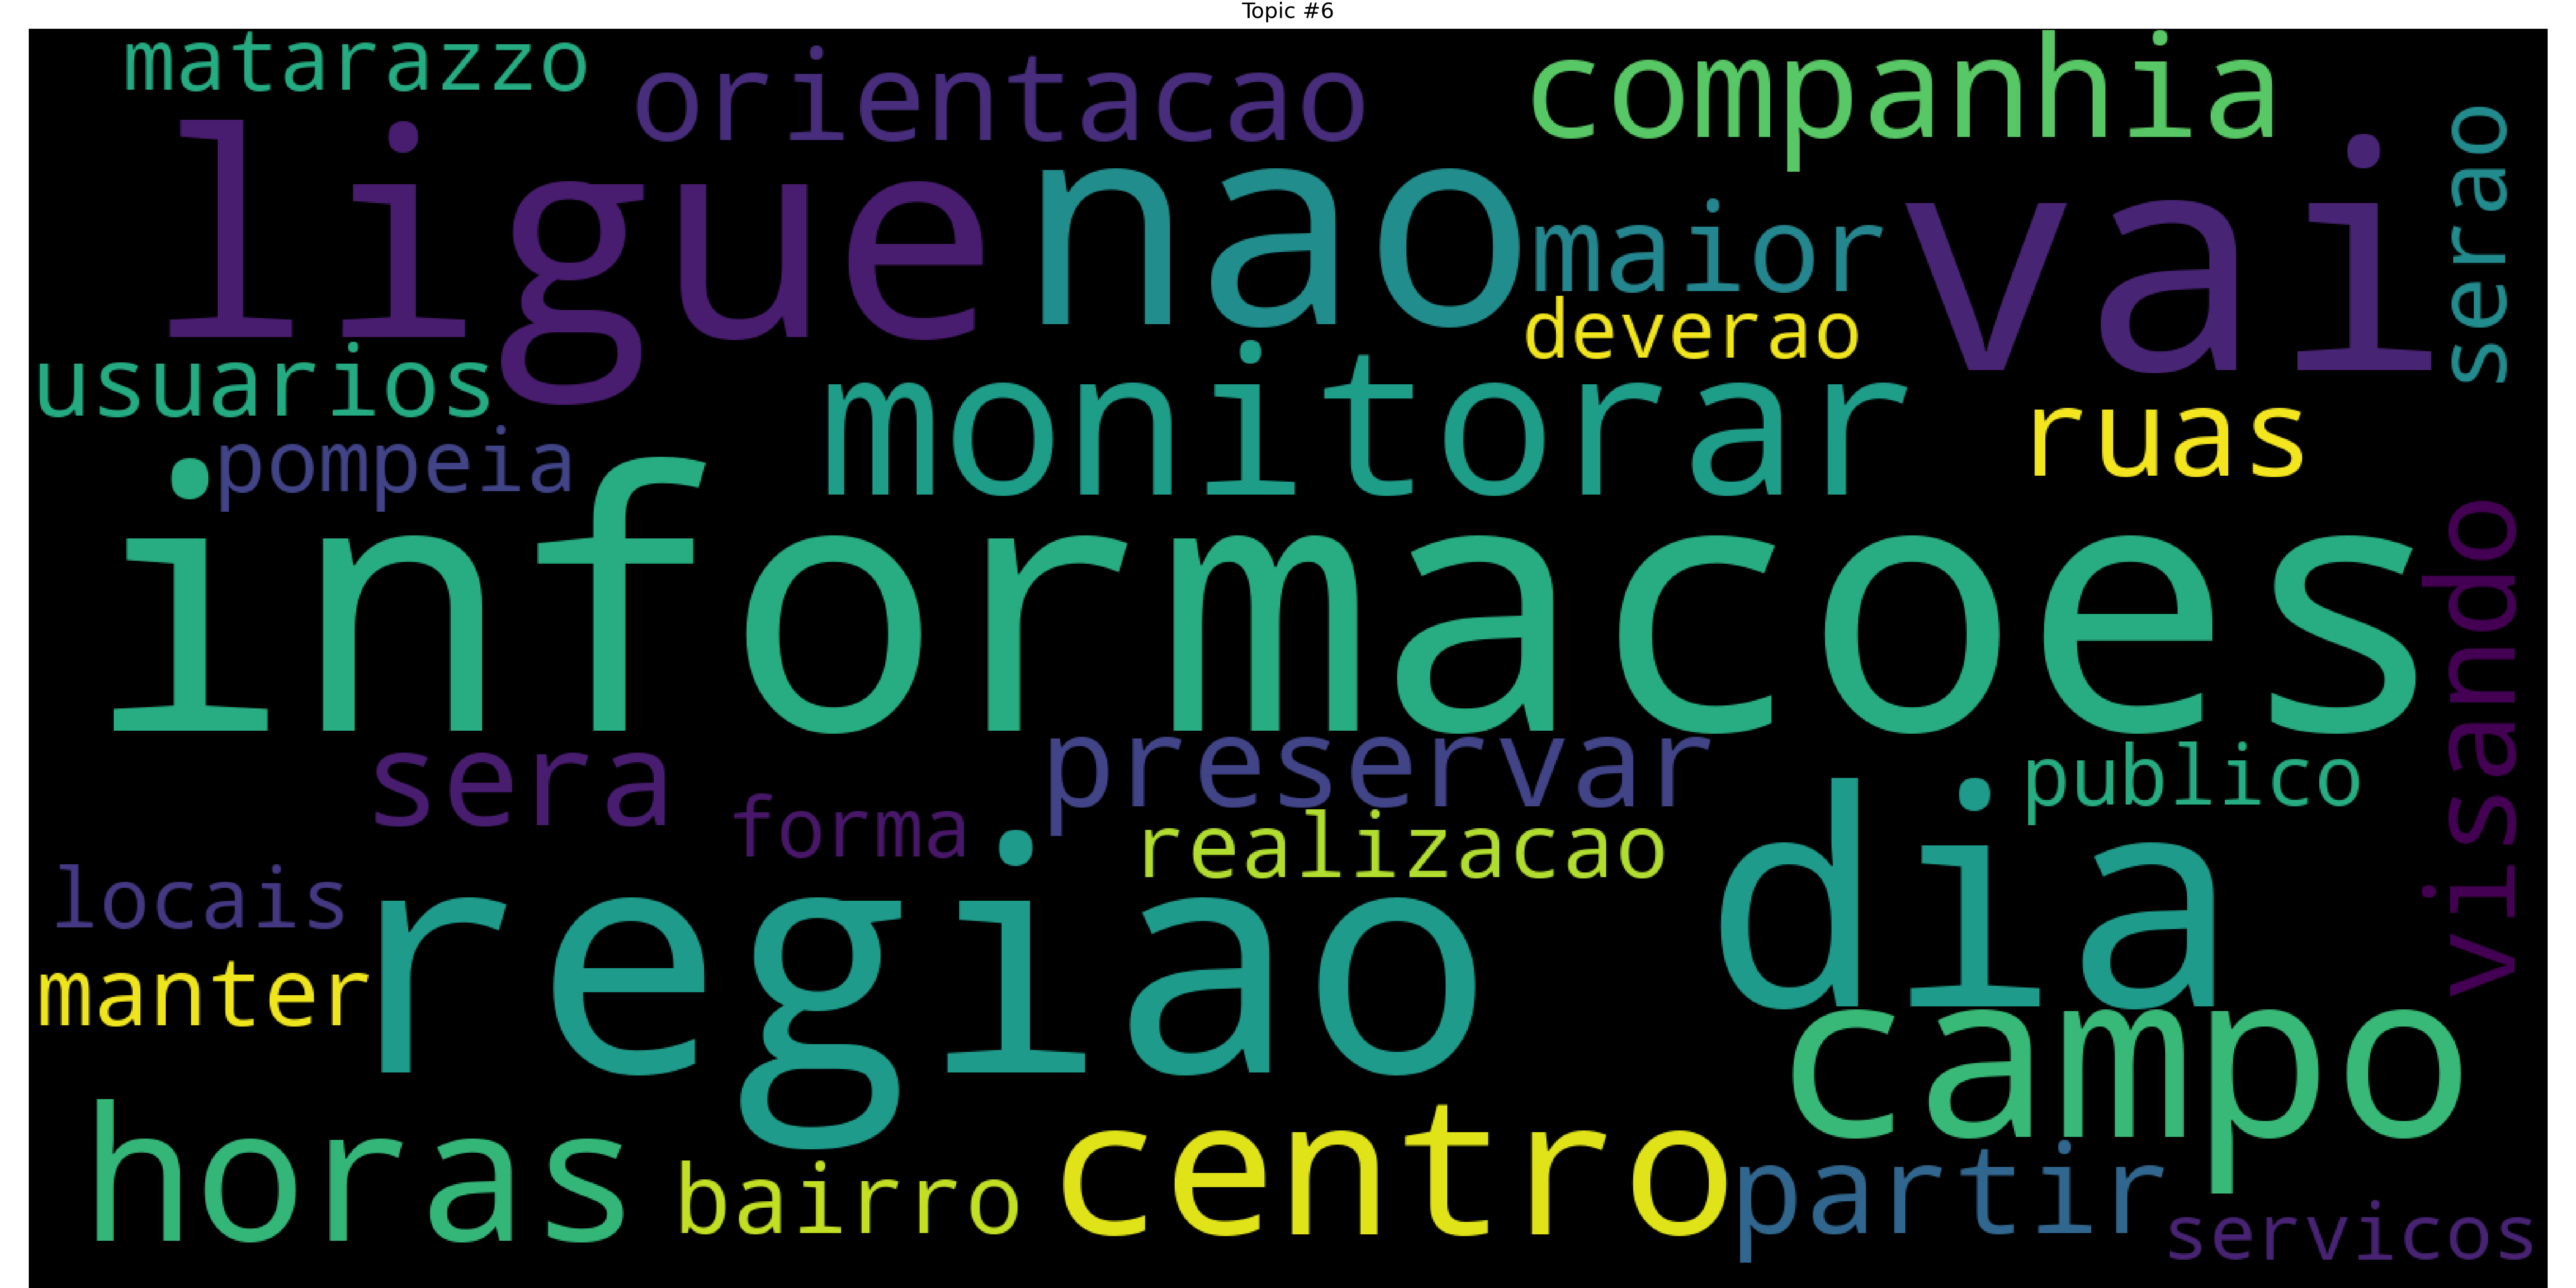 Topic #6
matarazzo
orientacao
companhia
ligue
nao
vai
serao
maior
deverao
usuarios
monitorar
ruas
pompeia
informacoes
visando
sera
preservar
publico
forma
realizacao
dia
locais
regiao
manter
campo
horas
bairro
centro
partir
servicos